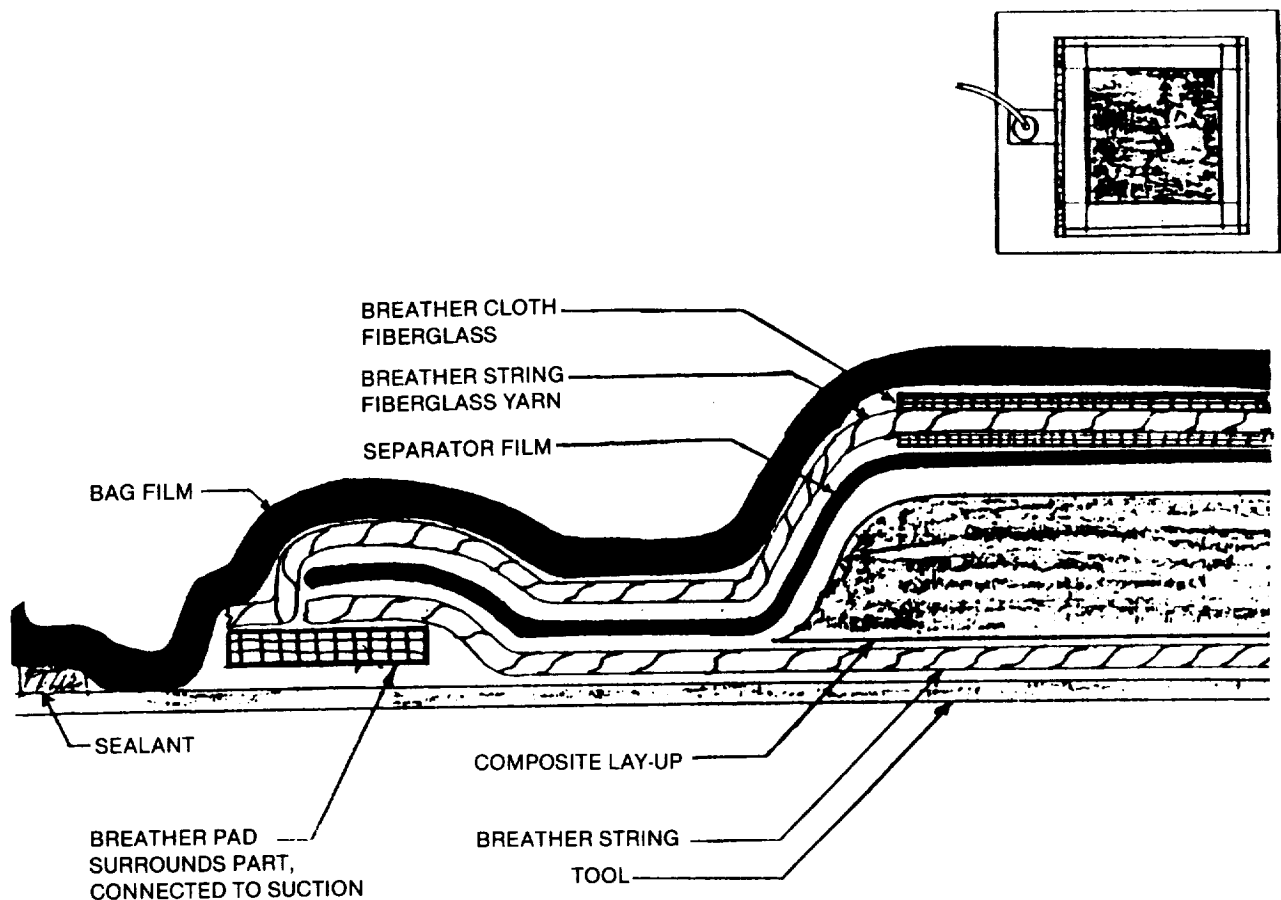 BREATHER CLOTH
FIBERGLASS
BREATHER STRING
FIBERGLASS YARN
SEPARATOR FILM
BAG FILM
SEALANT
COMPOSITE LAY-UP
BREATHER PAD
SURROUNDS PART,
CONNECTED TO SUCTION
BREATHER STRING
TOOL